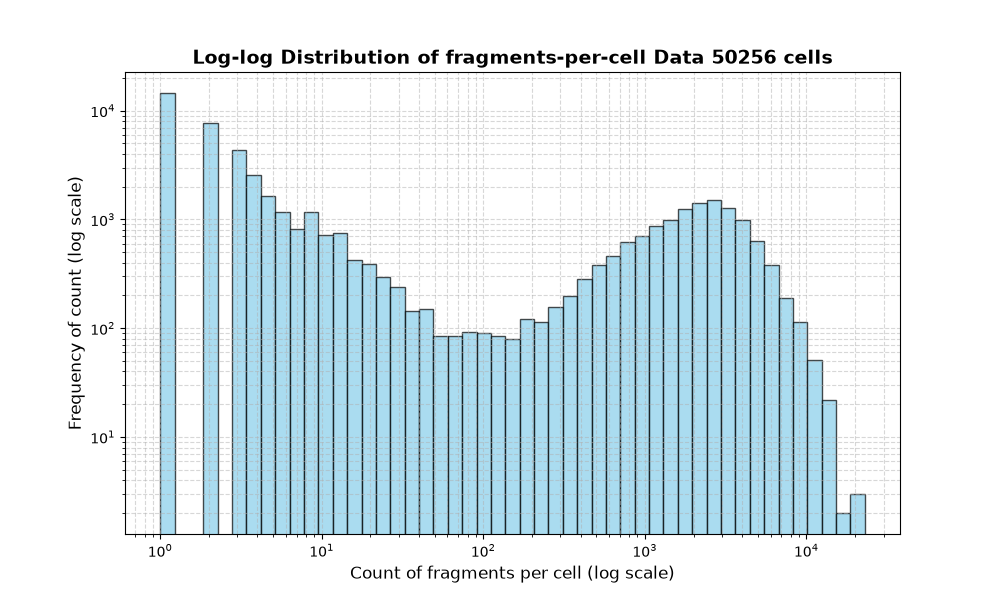 Log-log Distribution of fragments-per-cell Data 50256 cells
Frequency of count (log scale)
10⁴
10³
10²
10¹
10⁰ 10¹ 10² 10³ 10⁴
Count of fragments per cell (log scale)